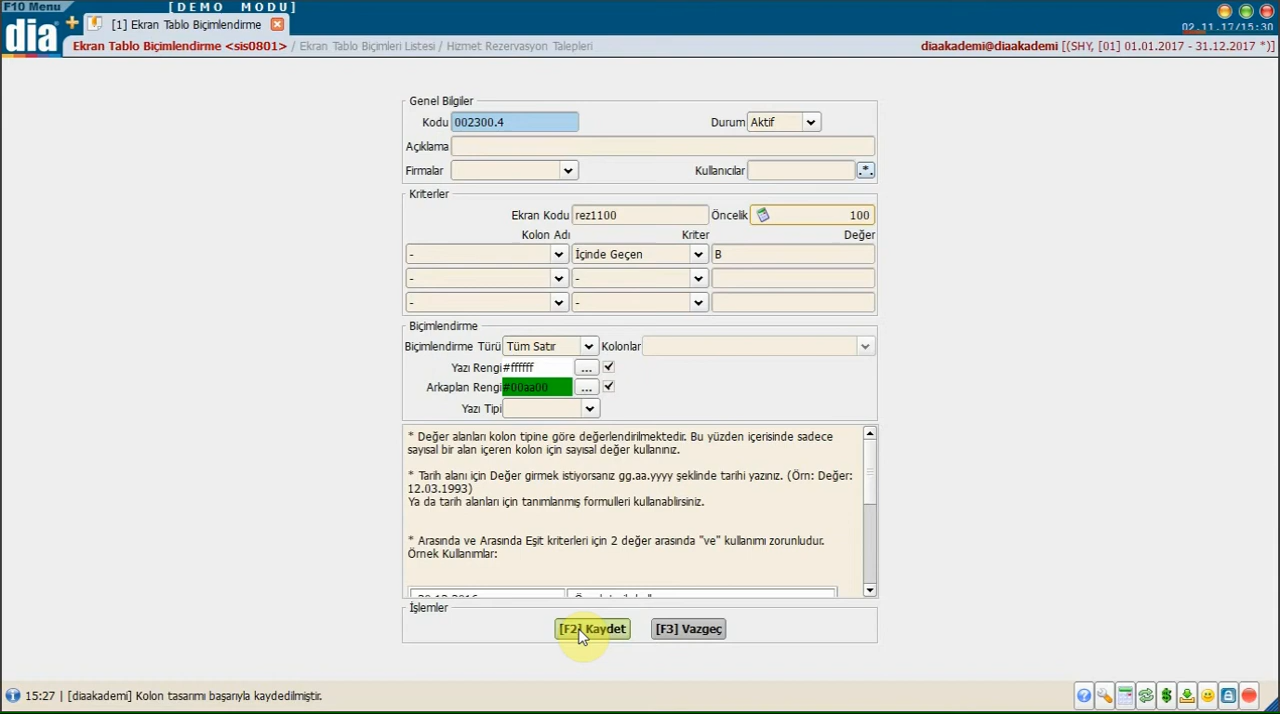 F10 Menu
[DEMO MODU]
dia
[1] Ekran Tablo Biçimlendirme
02.11.17/15:30
Ekran Tablo Biçimlendirme <sis0801> / Ekran Tablo Biçimleri Listesi / Hizmet Rezervasyon Talepleri
diaakademi@diaakademi [(SHY, [01] 01.01.2017 - 31.12.2017 *)]
Genel Bilgiler
Kodu 002300.4 Durum Aktif
Açıklama
Firmalar Kullanıcılar .*.
Kriterler
Ekran Kodu rez1100 Öncelik 100
Kolon Adı Kriter Değer
- İçinde Geçen B
- -
- -
Biçimlendirme
Biçimlendirme Türü Tüm Satır Kolonlar
Yazı Rengi #ffffff ...
Arkaplan Rengi #00aa00 ...
Yazı Tipi
* Değer alanları kolon tipine göre değerlendirilmektedir. Bu yüzden içerisinde sadece
sayısal bir alan içeren kolon için sayısal değer kullanınız.
* Tarih alanı için Değer girmek istiyorsanız gg.aa.yyyy şeklinde tarihi yazınız. (Örn: Değer:
12.03.1993)
Ya da tarih alanları için tanımlanmış formulleri kullanablirsiniz.
* Arasında ve Arasında Eşit kriterleri için 2 değer arasında "ve" kullanımı zorunludur.
Örnek Kullanımlar:
İşlemler
[F2] Kaydet [F3] Vazgeç
15:27 | [diaakademi] Kolon tasarımı başarıyla kaydedilmiştir.